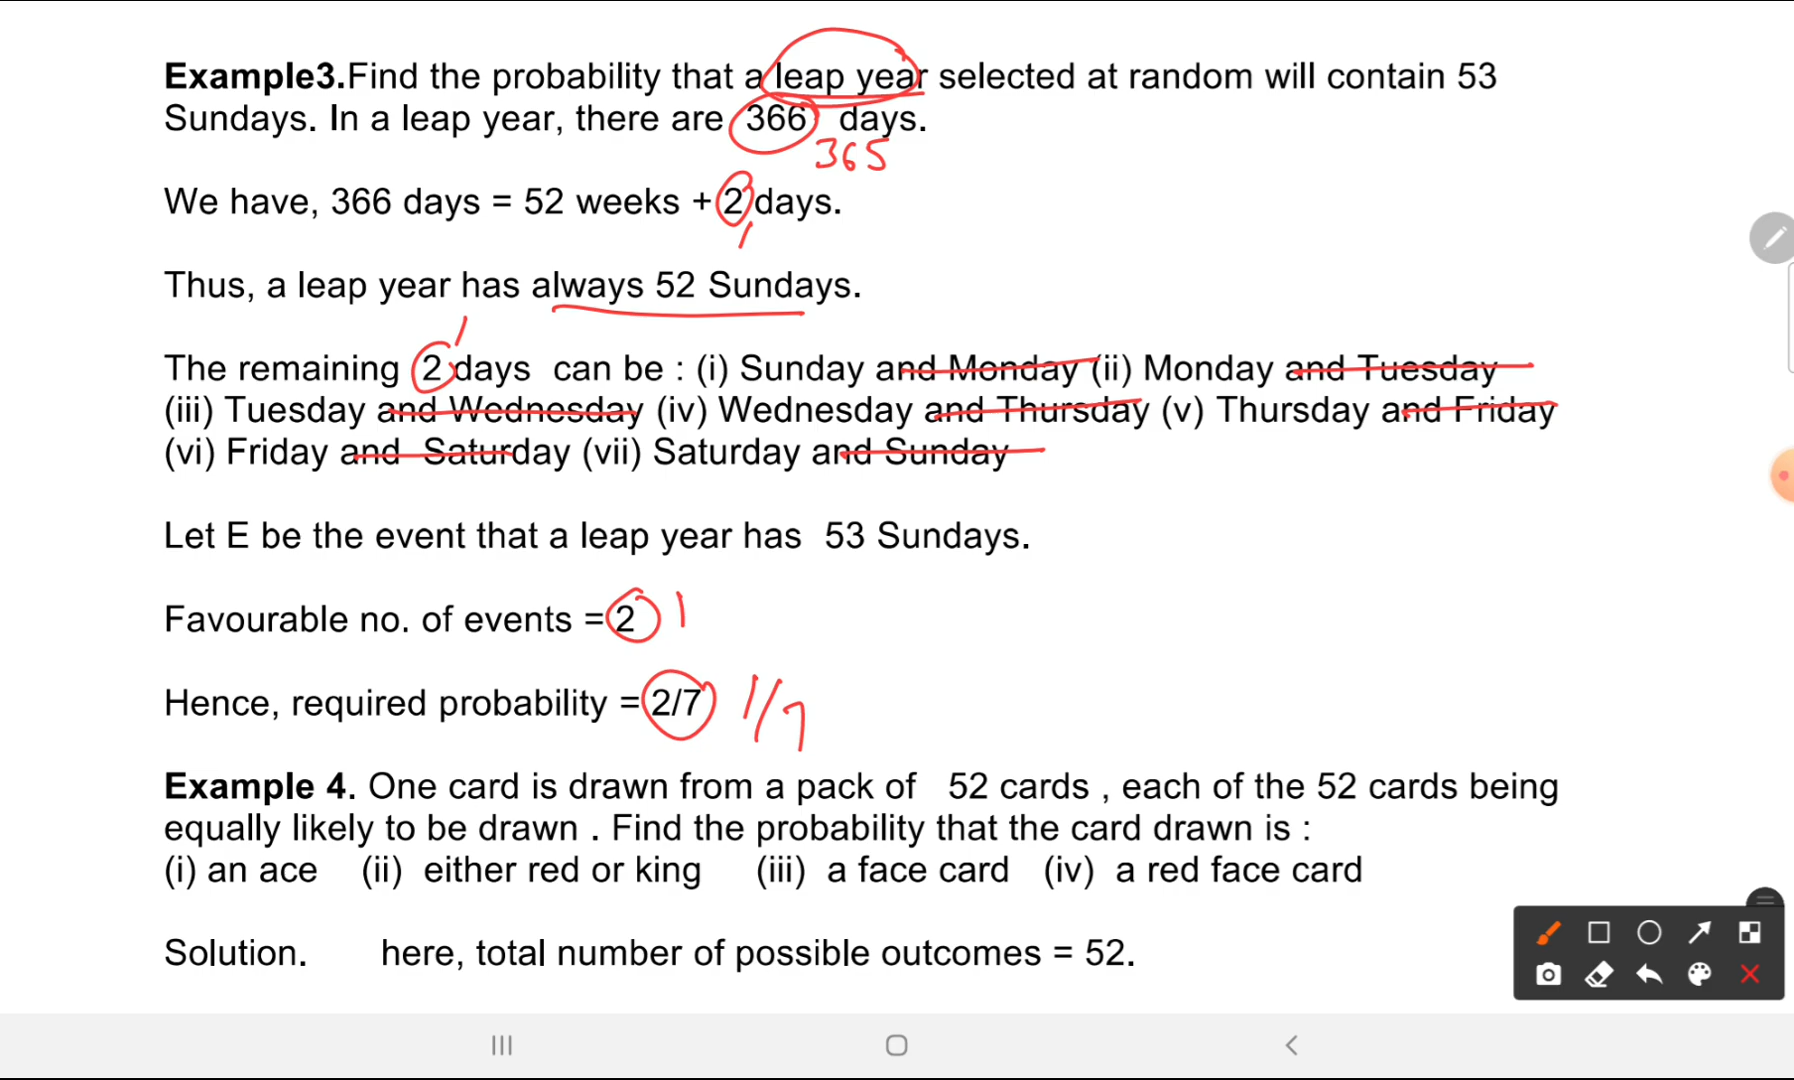 Example3.Find the probability that a leap year selected at random will contain 53
Sundays. In a leap year, there are 366 days.
365
We have, 366 days = 52 weeks + 2 days.
1
Thus, a leap year has always 52 Sundays.
1
The remaining 2 days can be : (i) Sunday and Monday (ii) Monday and Tuesday
(iii) Tuesday and Wednesday (iv) Wednesday and Thursday (v) Thursday and Friday
(vi) Friday and Saturday (vii) Saturday and Sunday
Let E be the event that a leap year has 53 Sundays.
Favourable no. of events = 2 1
Hence, required probability = 2/7 1/7
Example 4. One card is drawn from a pack of 52 cards , each of the 52 cards being
equally likely to be drawn . Find the probability that the card drawn is :
(i) an ace (ii) either red or king (iii) a face card (iv) a red face card
Solution. here, total number of possible outcomes = 52.